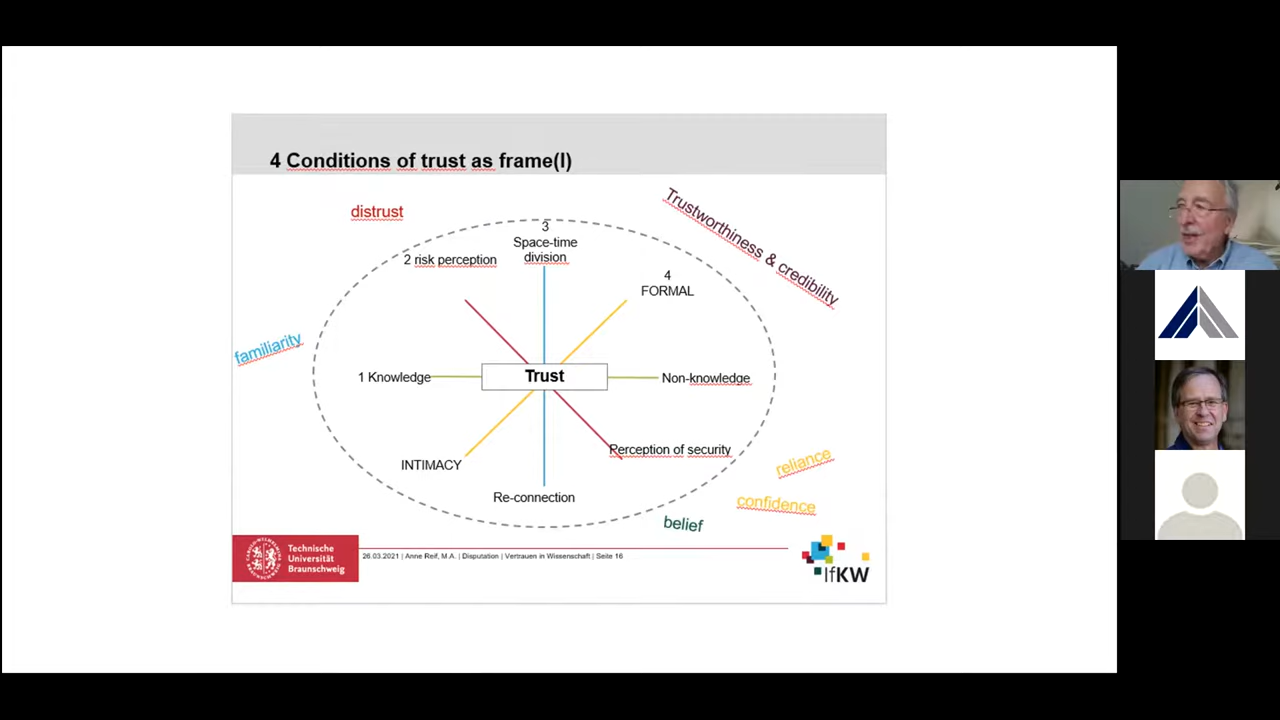 4 Conditions of trust as frame(I)
distrust
Trustworthiness & credibility
3
Space-time
division
2 risk perception
4
FORMAL
familiarity
1 Knowledge
Trust
Non-knowledge
INTIMACY
Perception of security
reliance
Re-connection
confidence
belief
Technische
Universität
Braunschweig
26.03.2021 | Anne Reif, M.A. | Disputation | Vertrauen in Wissenschaft | Seite 16
IfKW